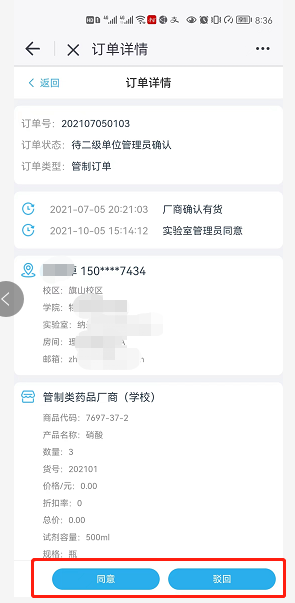 8:36
订单详情
返回 订单详情
订单号：202107050103
订单状态：待二级单位管理员确认
订单类型：管制订单
2021-07-05 20:21:03 厂商确认有货
2021-10-05 15:14:12 实验室管理员同意
150****7434
校区：旗山校区
学院：
实验室：纳
房间：
邮箱：zh n
管制类药品厂商（学校）
商品代码：7697-37-2
产品名称：硝酸
数量：3
货号：202101
价格/元：0.00
折扣率：0
总价：0.00
试剂容量：500ml
规格：瓶
同意 驳回